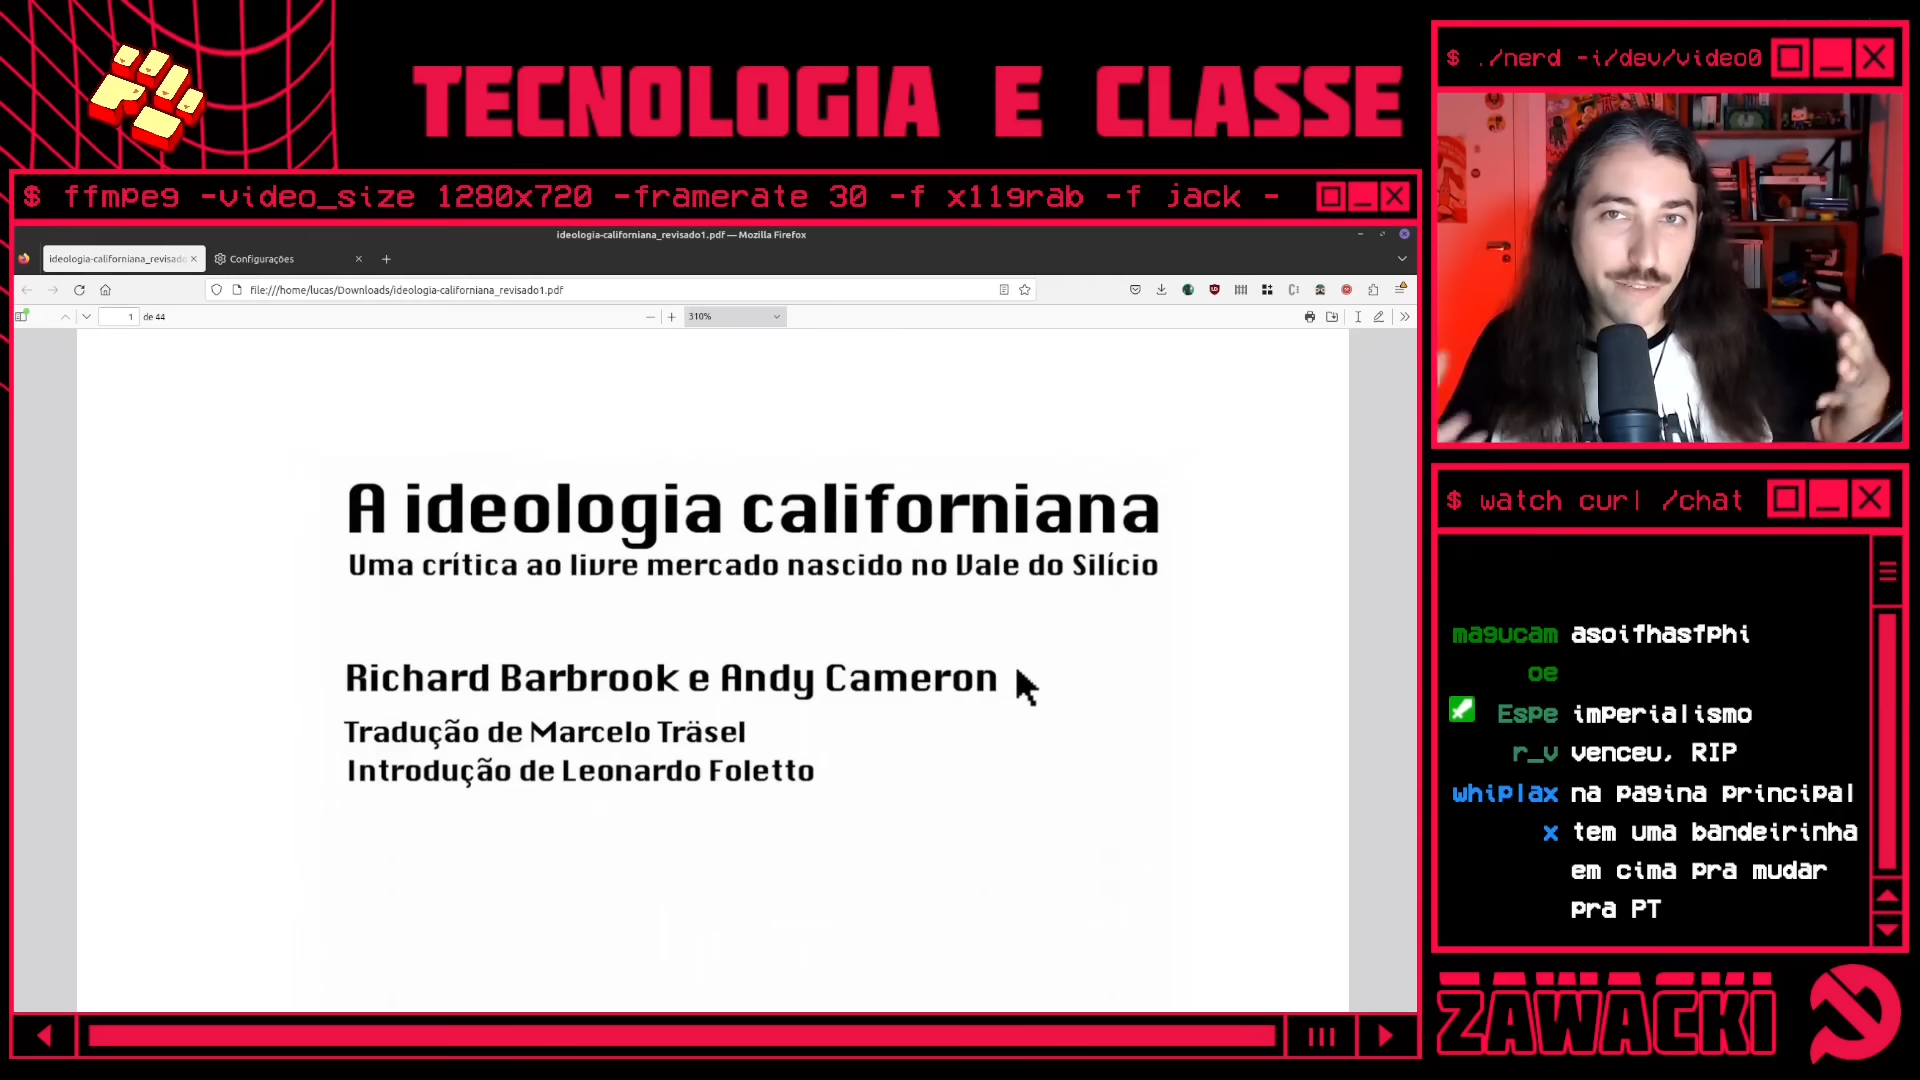 TECNOLOGIA E CLASSE
$ ffmpeg -video_size 1280x720 -framerate 30 -f x11grab -f jack -
ideologia-californiana_revisado1.pdf — Mozilla Firefox
ideologia-californiana_revisado
Configurações
file:///home/lucas/Downloads/ideologia-californiana_revisado1.pdf
1 de 44
310%
A ideologia californiana
Uma crítica ao livre mercado nascido no Vale do Silício
Richard Barbrook e Andy Cameron
Tradução de Marcelo Träsel
Introdução de Leonardo Foletto
$ ./nerd -i/dev/video0
$ watch curl /chat
magucam asoifhasfphi
oe
Espe imperialismo
r_v venceu, RIP
whiplax na pagina principal
x tem uma bandeirinha
em cima pra mudar
pra PT
ZAWACKI